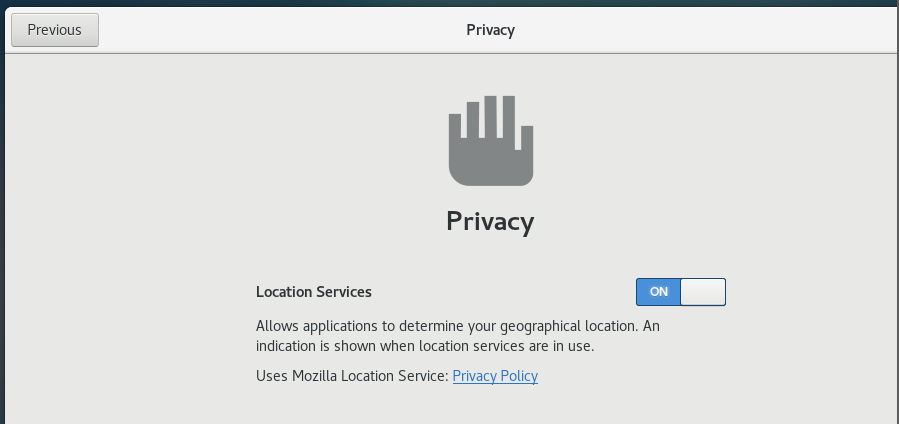 Previous
Privacy
Privacy
Location Services
ON
Allows applications to determine your geographical location. An
indication is shown when location services are in use.
Uses Mozilla Location Service: Privacy Policy